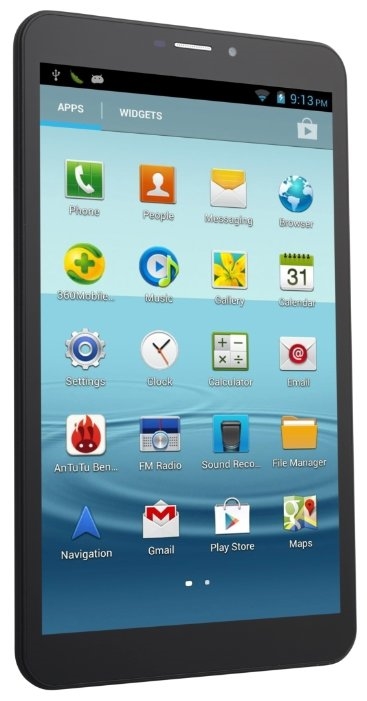 9:13 PM
APPS
WIDGETS
Phone
People
Messaging
Browser
360Mobile...
Music
Gallery
Calendar
31
Settings
Clock
Calculator
Email
AnTuTu Ben...
FM Radio
Sound Reco...
File Manager
Navigation
Gmail
Play Store
Maps